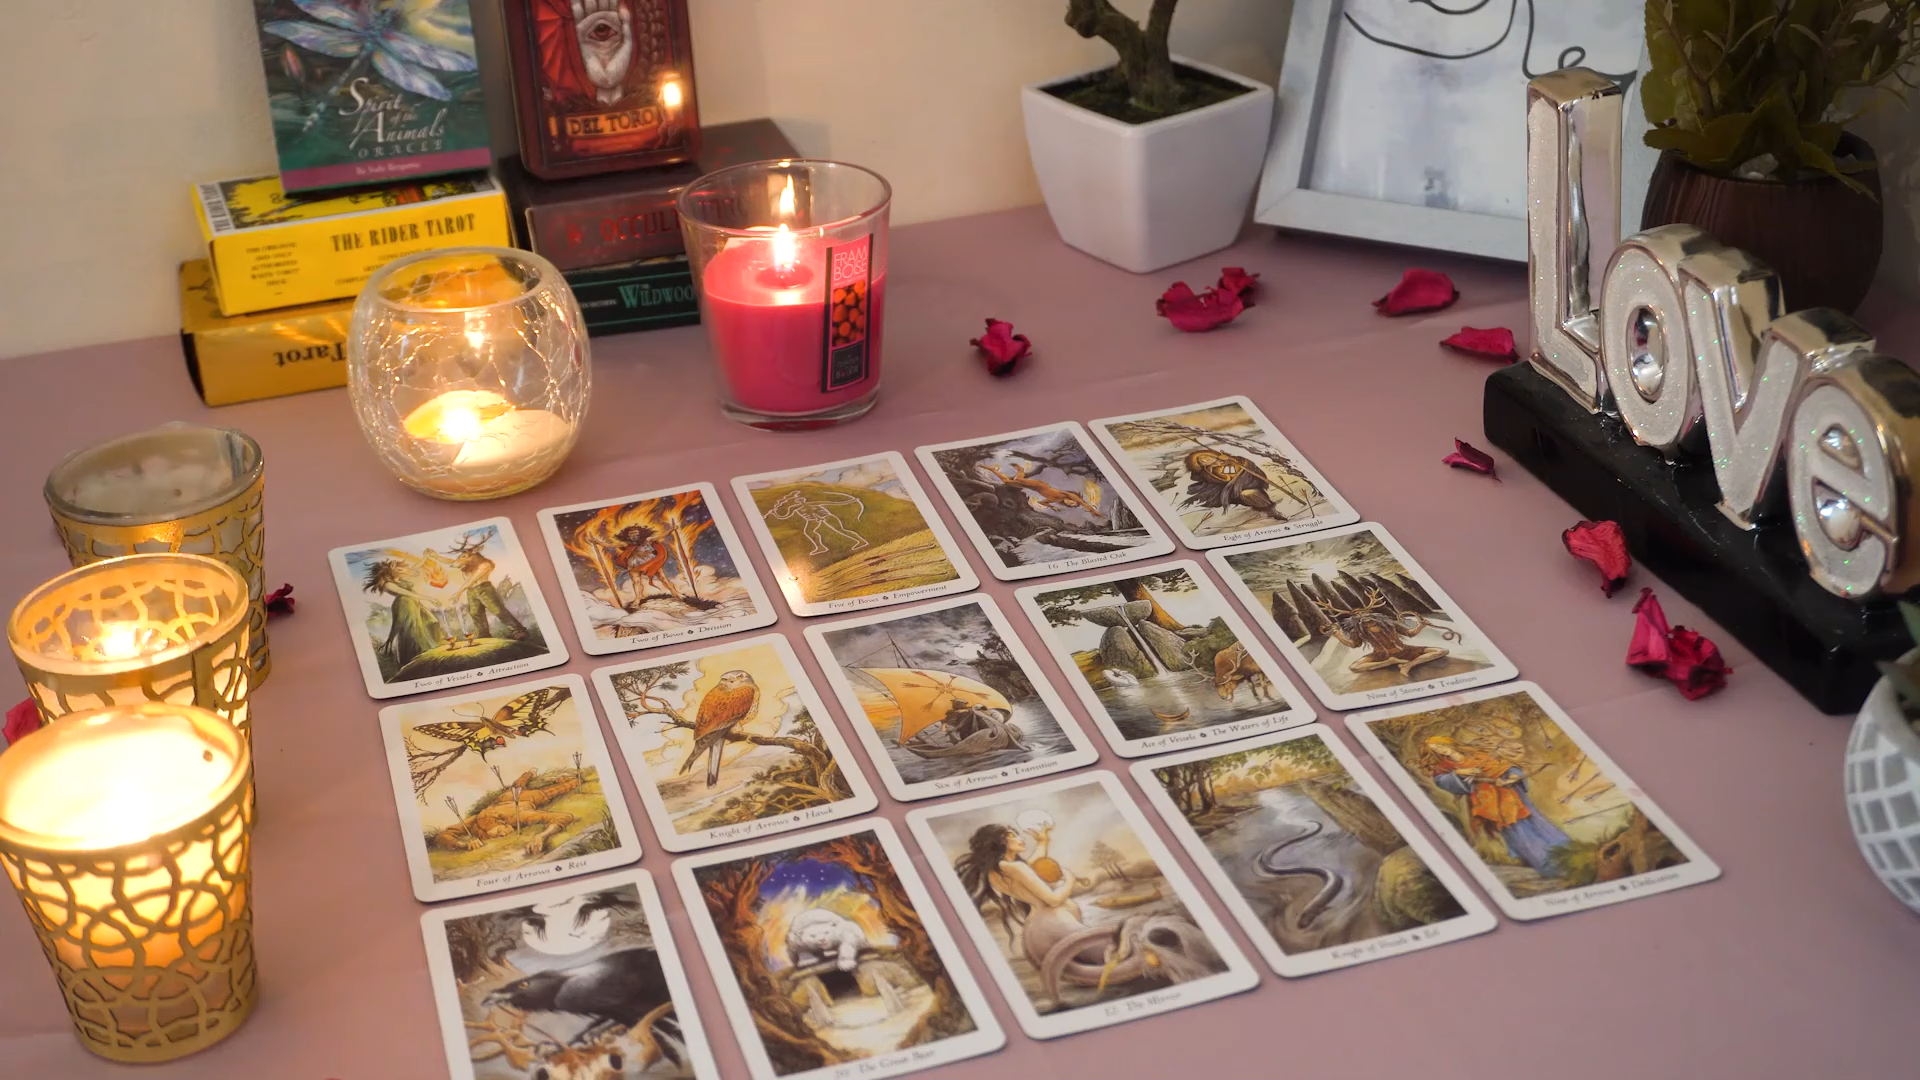 Spirit
of the
Animals
ORACLE
DEL TORO
THE RIDER TAROT
OCCULT
WILDWOO
Tarot
FRAM
BOISE
Love
Two of Vessels Attraction
Two of Bows Decision
Five of Bows Empowerment
16 The Blasted Oak
Eight of Arrows Struggle
Four of Arrows Rest
Knight of Arrows Hawk
Six of Arrows Transition
Ace of Vessels The Waters of Life
Nine of Stones Tradition
20 The Great Bear
12 The Mirror
Knight of Vessels Eel
Nine of Arrows Dedication